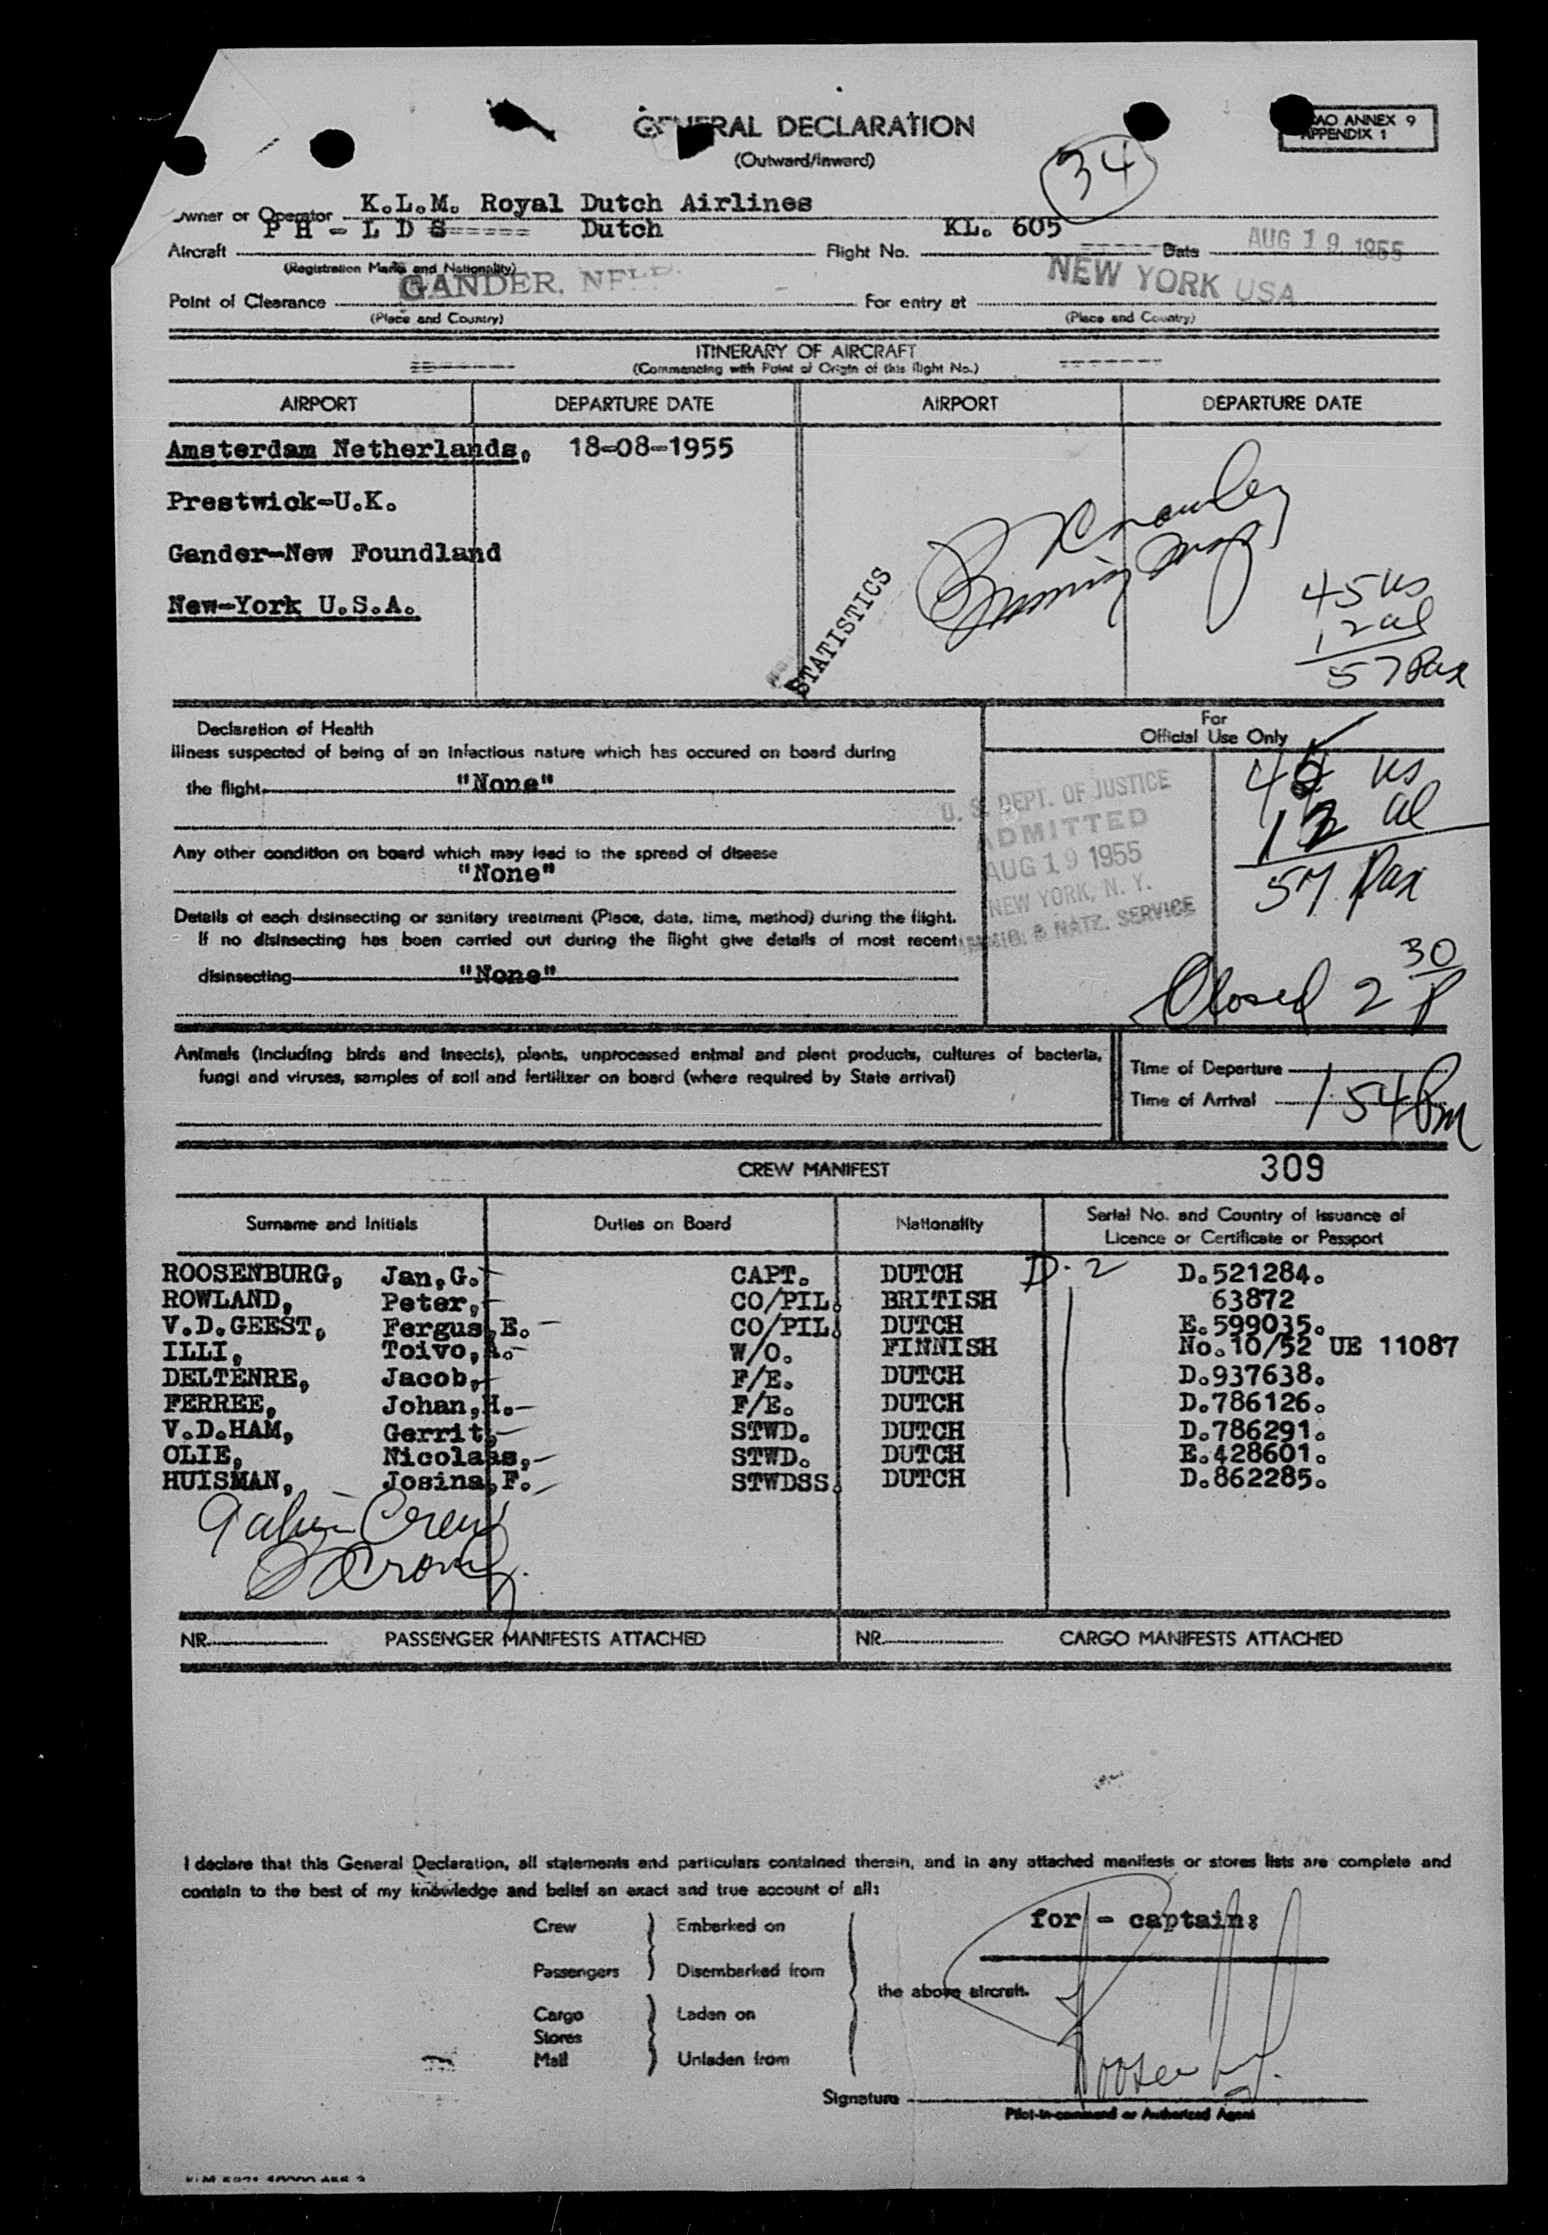 GENERAL DECLARATION
(Outward/inward)
ICAO ANNEX 9
APPENDIX 1
34
Owner or Operator K.L.M. Royal Dutch Airlines
PH - LDS Dutch KL. 605
Aircraft Flight No. Date AUG 19 1955
(Registration Marks and Nationality)
Point of Clearance GANDER, NFLD. For entry at NEW YORK USA
(Place and Country) (Place and Country)
ITINERARY OF AIRCRAFT
(Commencing with Point of Origin of this flight No.)
AIRPORT DEPARTURE DATE AIRPORT DEPARTURE DATE
Amsterdam Netherlands, 18-08-1955
Prestwick-U.K.
Gander-New Foundland
New-York U.S.A.
STATISTICS
45 us
12 al
57 Pax
Declaration of Health
Illness suspected of being of an infectious nature which has occured on board during
the flight "None"
Any other condition on board which may lead to the spread of disease
"None"
Details of each disinsecting or sanitary treatment (Place, date, time, method) during the flight.
If no disinsecting has been carried out during the flight give details of most recent
disinsecting "None"
For
Official Use Only
U. S. DEPT. OF JUSTICE
ADMITTED
AUG 19 1955
NEW YORK, N. Y.
IMMIG. & NATZ. SERVICE
45 us
12 al
57 Pax
Closed 2 30 P
Animals (including birds and insects), plants, unprocessed animal and plant products, cultures of bacteria,
fungi and viruses, samples of soil and fertilizer on board (where required by State arrival)
Time of Departure
Time of Arrival 1 54 Pm
CREW MANIFEST 309
Surname and Initials Duties on Board Nationality Serial No. and Country of Issuance of
Licence or Certificate or Passport
ROOSENBURG, Jan,G. CAPT. DUTCH D-2 D.521284.
ROWLAND, Peter, CO/PIL. BRITISH 63872
V.D.GEEST, Fergus,E. CO/PIL. DUTCH E.599035.
ILLI, Toivo,A. W/O. FINNISH No.10/52 UE 11087
DELTENRE, Jacob, F/E. DUTCH D.937638.
FERREE, Johan,H. F/E. DUTCH D.786126.
V.D.HAM, Gerrit, STWD. DUTCH D.786291.
OLIE, Nicolaas, STWD. DUTCH E.428601.
HUISMAN, Josina,F. STWDSS. DUTCH D.862285.
NR. PASSENGER MANIFESTS ATTACHED NR. CARGO MANIFESTS ATTACHED
I declare that this General Declaration, all statements and particulars contained therein, and in any attached manifests or stores lists are complete and
contain to the best of my knowledge and belief an exact and true account of all:
Crew Embarked on
Passengers Disembarked from
Cargo Laden on
Stores
Mail Unladen from
the above aircraft.
for - captain:
Signature
Pilot-in-command or Authorized Agent